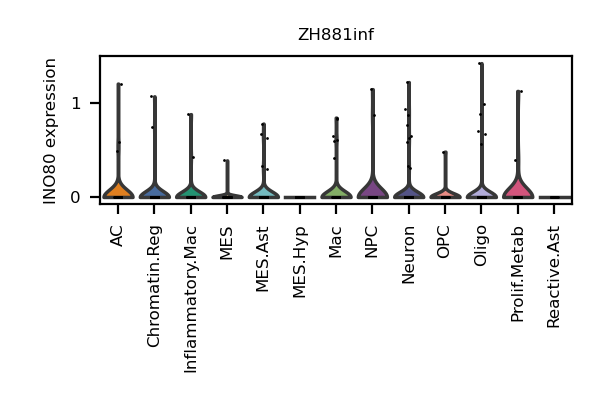 ZH881inf
INO80 expression
1
0
AC
Chromatin.Reg
Inflammatory.Mac
MES
MES.Ast
MES.Hyp
Mac
NPC
Neuron
OPC
Oligo
Prolif.Metab
Reactive.Ast